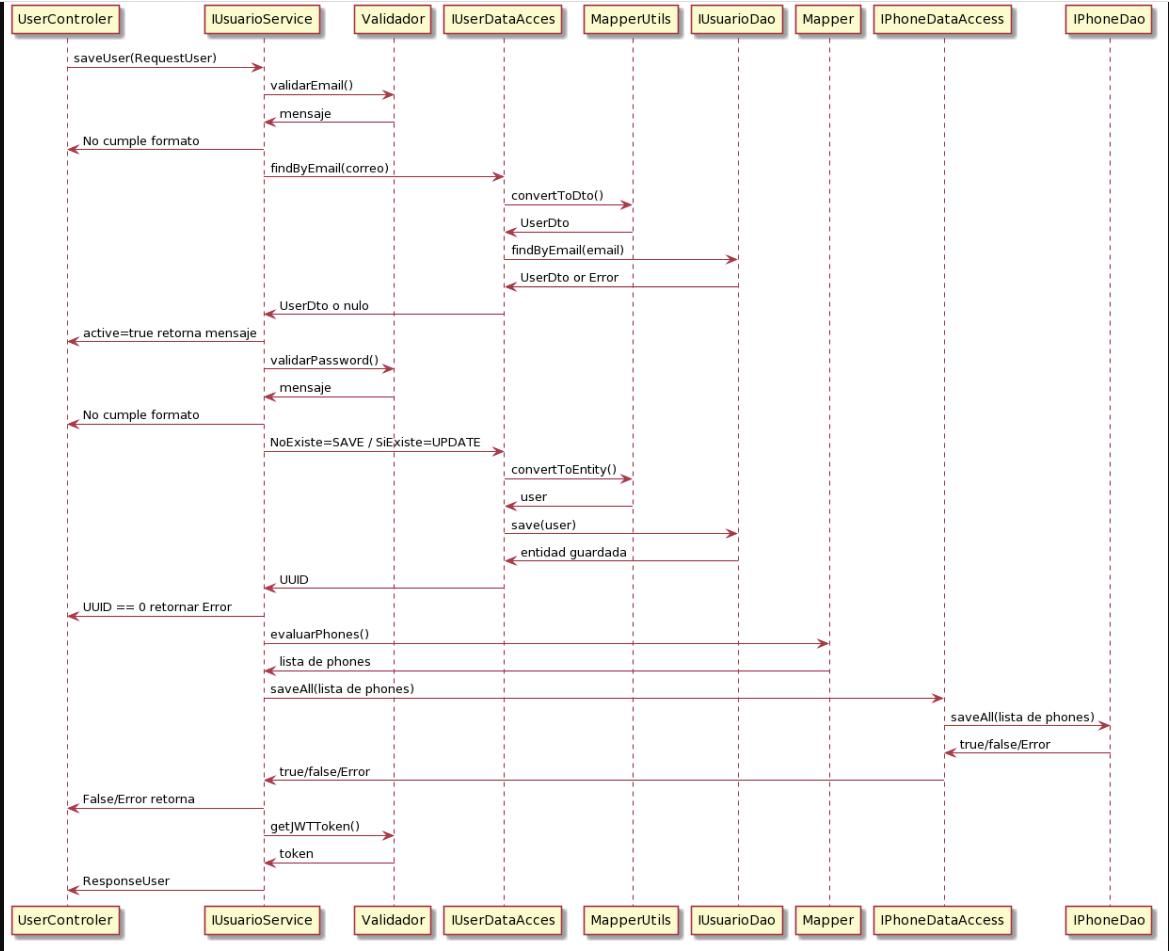 UserControler IUsuarioService Validador IUserDataAcces MapperUtils IUsuarioDao Mapper IPhoneDataAccess IPhoneDao
saveUser(RequestUser)
validarEmail()
mensaje
No cumple formato
findByEmail(correo)
convertToDto()
UserDto
findByEmail(email)
UserDto or Error
UserDto o nulo
active=true retorna mensaje
validarPassword()
mensaje
No cumple formato
NoExiste=SAVE / SiExiste=UPDATE
convertToEntity()
user
save(user)
entidad guardada
UUID
UUID == 0 retornar Error
evaluarPhones()
lista de phones
saveAll(lista de phones)
saveAll(lista de phones)
true/false/Error
true/false/Error
False/Error retorna
getJWTToken()
token
ResponseUser
UserControler IUsuarioService Validador IUserDataAcces MapperUtils IUsuarioDao Mapper IPhoneDataAccess IPhoneDao